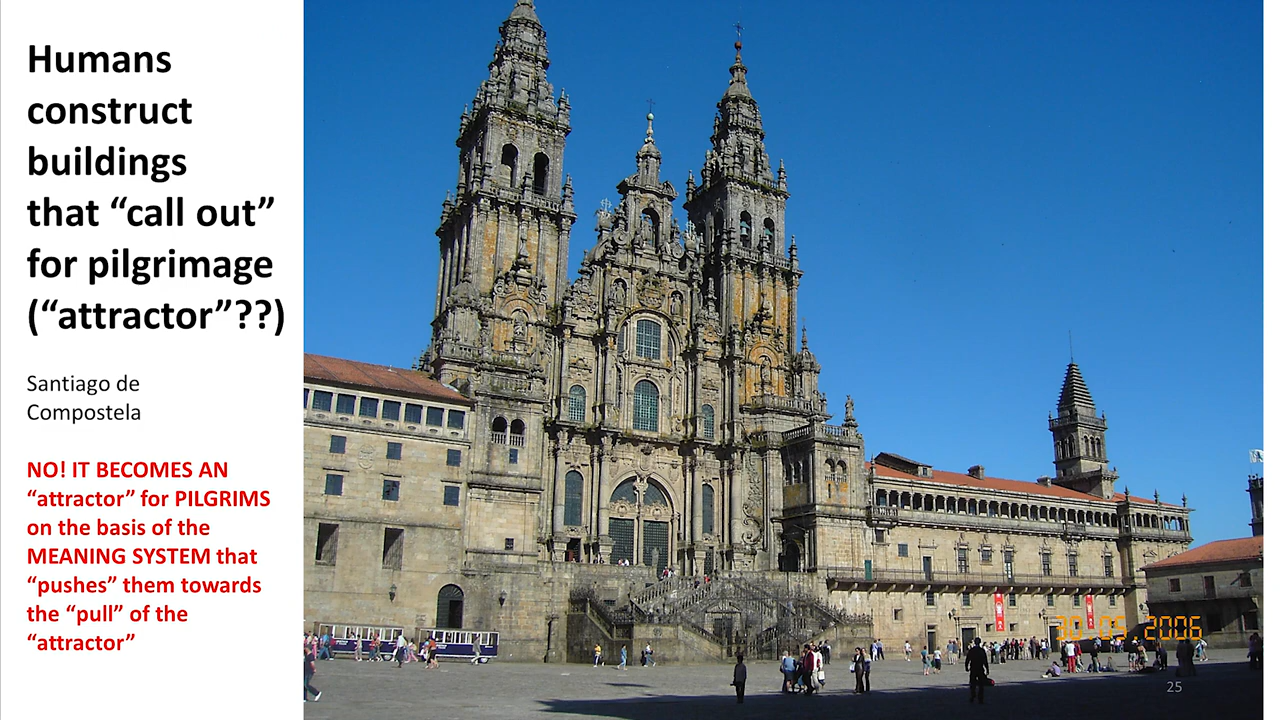 Humans
construct
buildings
that “call out”
for pilgrimage
(“attractor”??)
Santiago de
Compostela
NO! IT BECOMES AN
“attractor” for PILGRIMS
on the basis of the
MEANING SYSTEM that
“pushes” them towards
the “pull” of the
“attractor”
30 05 2006
25